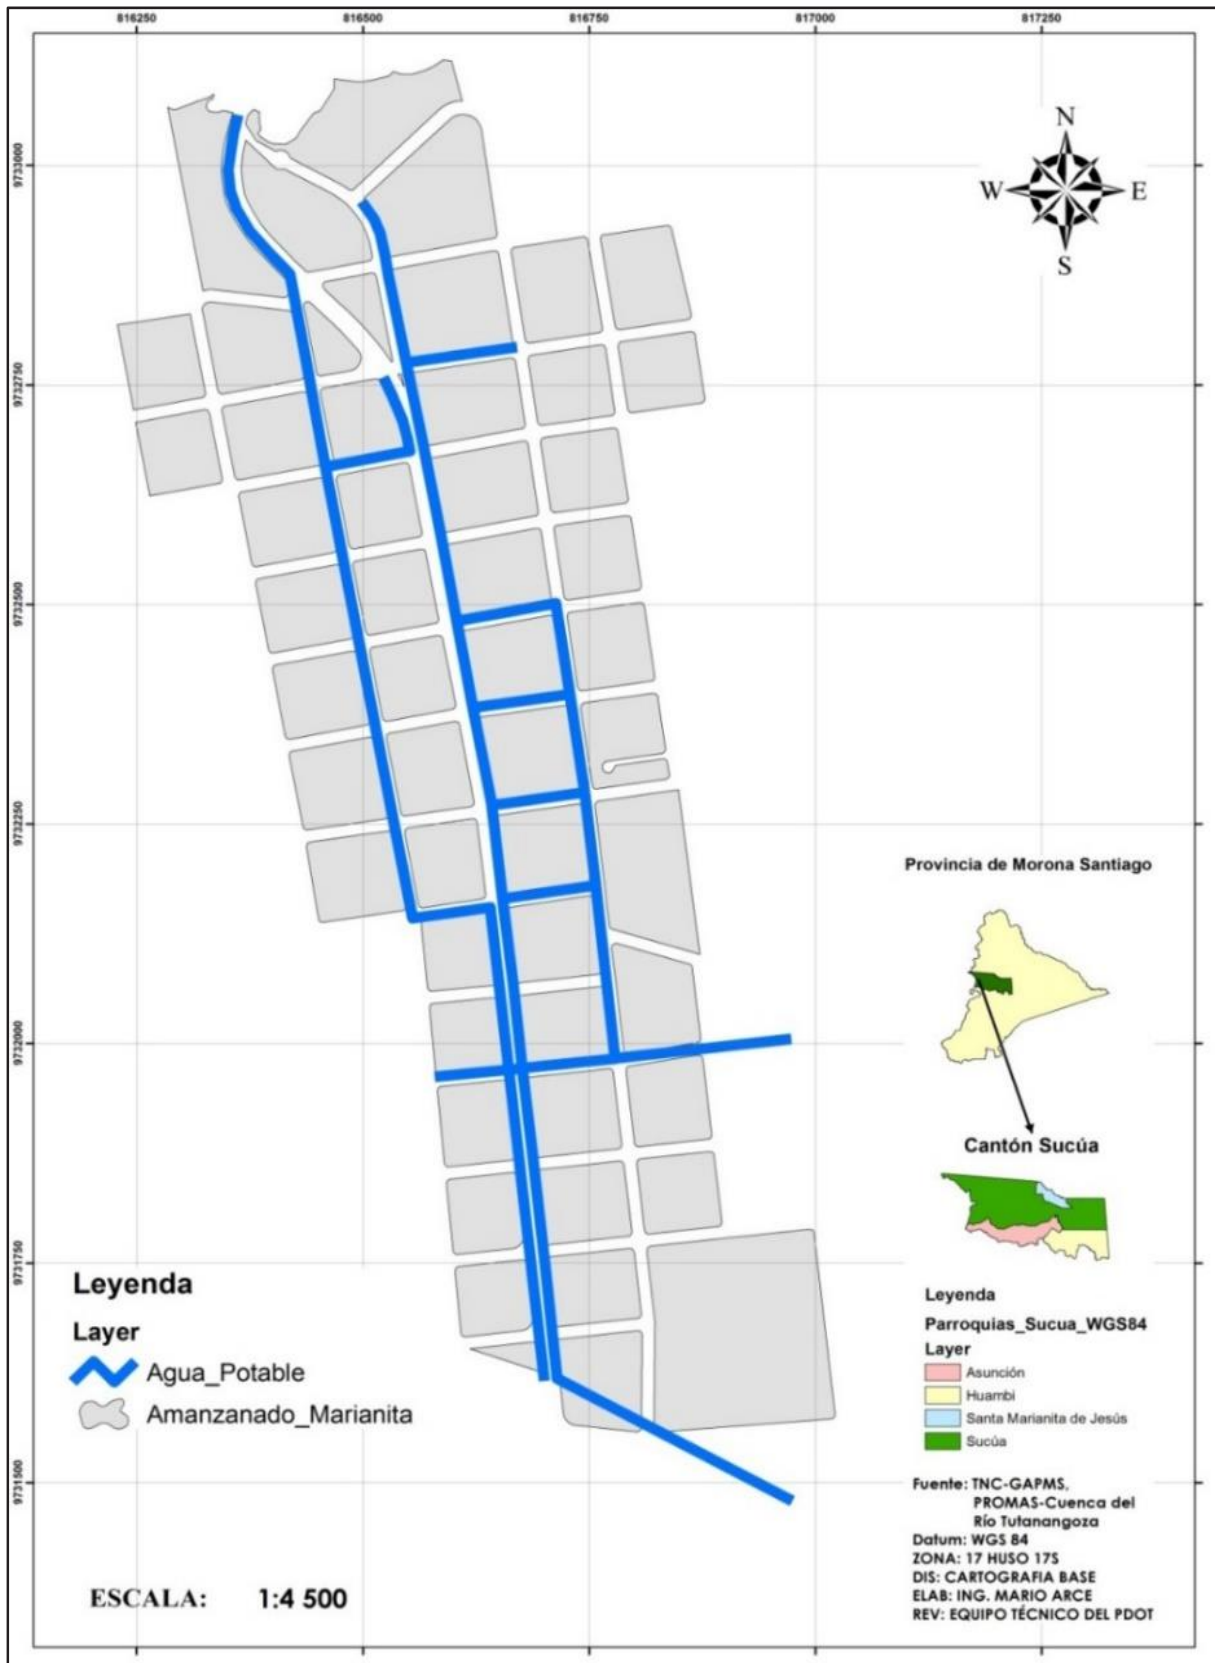 816250
816500
816750
817000
817250
9733000
9732750
9732500
9732250
9732000
9731750
9731500
N
W
E
S
Provincia de Morona Santiago
Cantón Sucúa
Leyenda
Layer
Agua_Potable
Amanzanado_Marianita
ESCALA: 1:4 500
Leyenda
Parroquias_Sucua_WGS84
Layer
Asunción
Huambi
Santa Marianita de Jesús
Sucúa
Fuente: TNC-GAPMS,
PROMAS-Cuenca del
Río Tutanangoza
Datum: WGS 84
ZONA: 17 HUSO 17S
DIS: CARTOGRAFIA BASE
ELAB: ING. MARIO ARCE
REV: EQUIPO TÉCNICO DEL PDOT